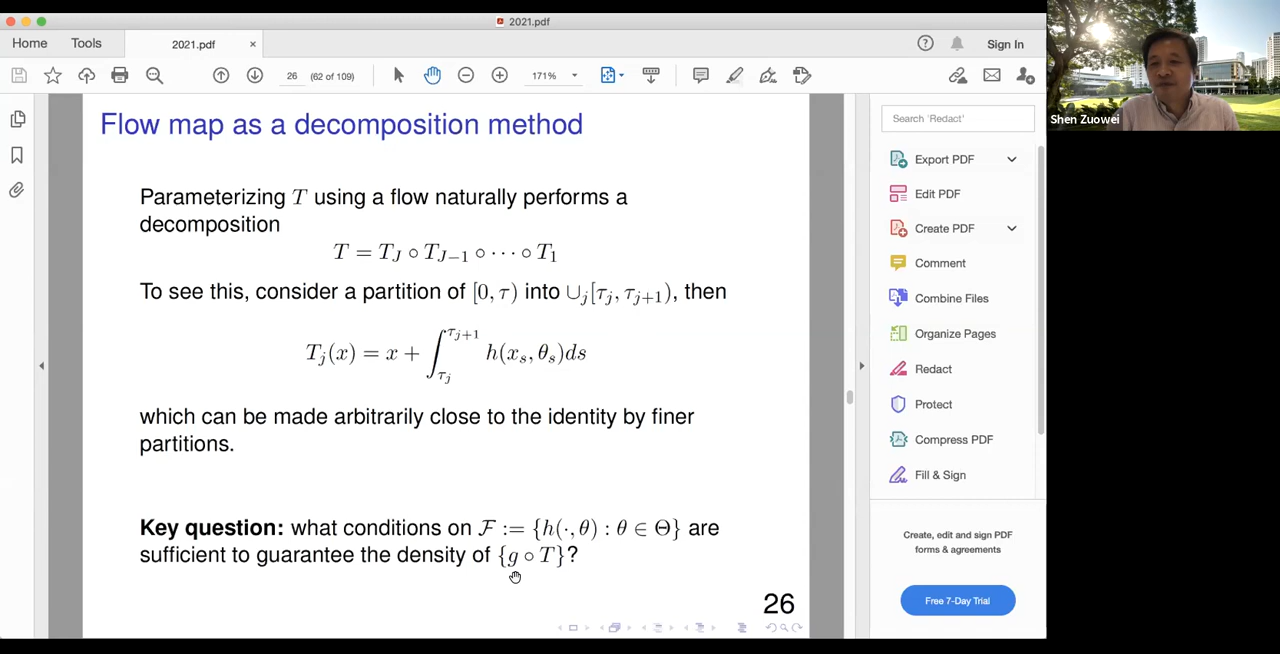 2021.pdf
Home
Tools
2021.pdf
×
Sign In
26
(62 of 109)
171%
Shen Zuowei
Flow map as a decomposition method
Parameterizing T using a flow naturally performs a
decomposition
T = T_J ∘ T_{J−1} ∘ ⋯ ∘ T_1
To see this, consider a partition of [0, τ) into ∪_j[τ_j, τ_{j+1}), then
T_j(x) = x + ∫_{τ_j}^{τ_{j+1}} h(x_s, θ_s)ds
which can be made arbitrarily close to the identity by finer
partitions.
Key question: what conditions on F := {h(·, θ) : θ ∈ Θ} are
sufficient to guarantee the density of {g ∘ T}?
26
Search 'Redact'
Export PDF
Edit PDF
Create PDF
Comment
Combine Files
Organize Pages
Redact
Protect
Compress PDF
Fill & Sign
Create, edit and sign PDF
forms & agreements
Free 7-Day Trial